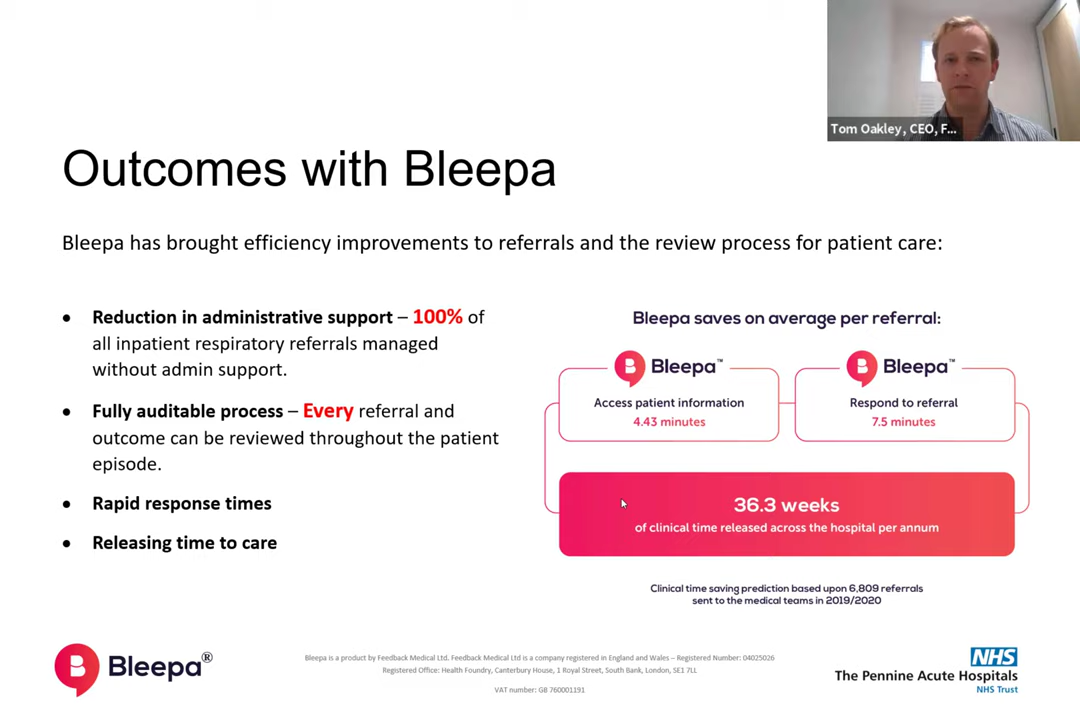 Tom Oakley, CEO, F...
Outcomes with Bleepa
Bleepa has brought efficiency improvements to referrals and the review process for patient care:
• Reduction in administrative support – 100% of
all inpatient respiratory referrals managed
without admin support.
• Fully auditable process – Every referral and
outcome can be reviewed throughout the patient
episode.
• Rapid response times
• Releasing time to care
Bleepa saves on average per referral:
Bleepa™
Access patient information
4.43 minutes
Bleepa™
Respond to referral
7.5 minutes
36.3 weeks
of clinical time released across the hospital per annum
Clinical time saving prediction based upon 6,809 referrals
sent to the medical teams in 2019/2020
Bleepa®
Bleepa is a product by Feedback Medical Ltd. Feedback Medical Ltd is a company registered in England and Wales – Registered Number: 04025026
Registered Office: Health Foundry, Canterbury House, 1 Royal Street, South Bank, London, SE1 7LL
VAT number: GB 760001191
NHS
The Pennine Acute Hospitals
NHS Trust